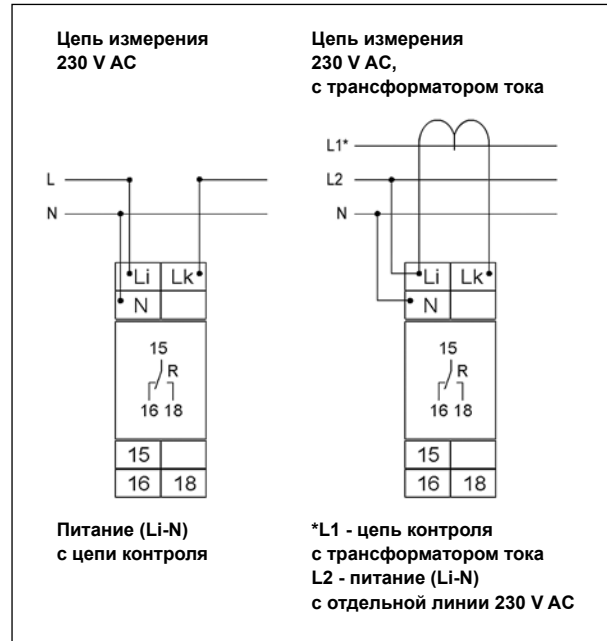 Цепь измерения
230 V AC
L
N
Li Lk
N
15
R
16 18
15
16 18
Питание (Li-N)
с цепи контроля
Цепь измерения
230 V AC,
с трансформатором тока
L1*
L2
N
Li Lk
N
15
R
16 18
15
16 18
*L1 - цепь контроля
с трансформатором тока
L2 - питание (Li-N)
с отдельной линии 230 V AC